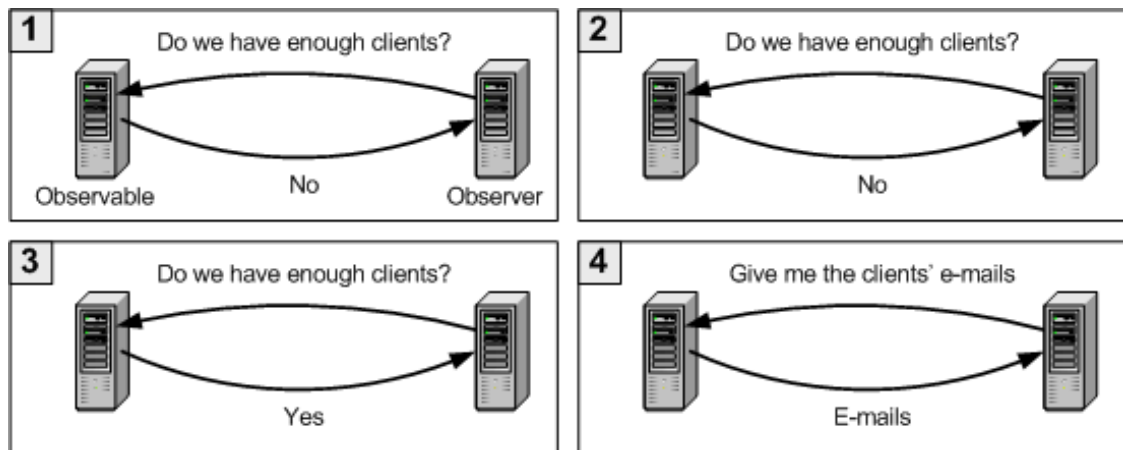 1
Do we have enough clients?
No
Observable
Observer
2
Do we have enough clients?
No
3
Do we have enough clients?
Yes
4
Give me the clients’ e-mails
E-mails